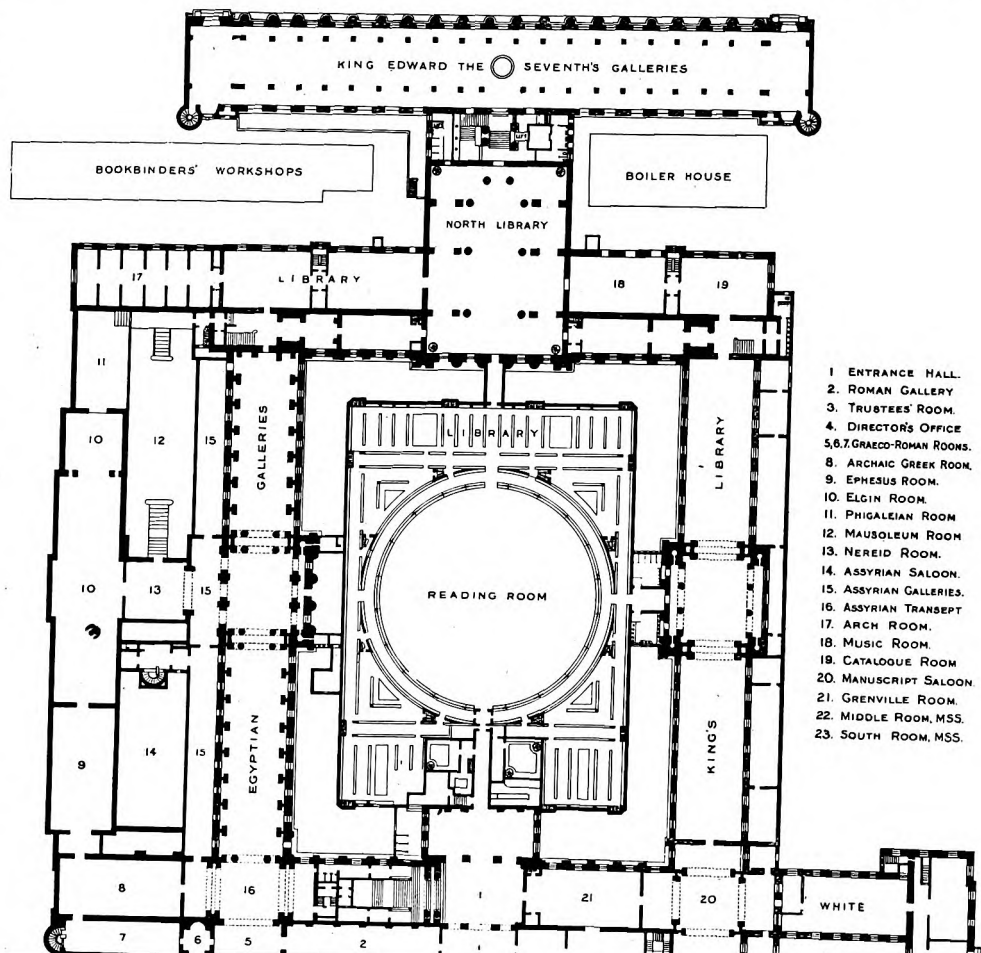 KING EDWARD THE SEVENTH'S GALLERIES
LIFT
BOOKBINDERS' WORKSHOPS
BOILER HOUSE
NORTH LIBRARY
17
LIBRARY
18
19
11
10
12
15
GALLERIES
LIBRARY
LIBRARY
10
13
15
READING ROOM
9
14
15
EGYPTIAN
KING'S
8
16
1
21
20
WHITE
7
6
5
2
1
1 ENTRANCE HALL.
2. ROMAN GALLERY
3. TRUSTEES' ROOM.
4. DIRECTOR'S OFFICE
5,6,7. GRAECO-ROMAN ROOMS.
8. ARCHAIC GREEK ROOM.
9. EPHESUS ROOM.
10. ELGIN ROOM.
11. PHIGALEIAN ROOM
12. MAUSOLEUM ROOM
13. NEREID ROOM.
14. ASSYRIAN SALOON.
15. ASSYRIAN GALLERIES.
16. ASSYRIAN TRANSEPT
17. ARCH ROOM.
18. MUSIC ROOM.
19. CATALOGUE ROOM
20. MANUSCRIPT SALOON
21. GRENVILLE ROOM.
22. MIDDLE ROOM, MSS.
23. SOUTH ROOM, MSS.